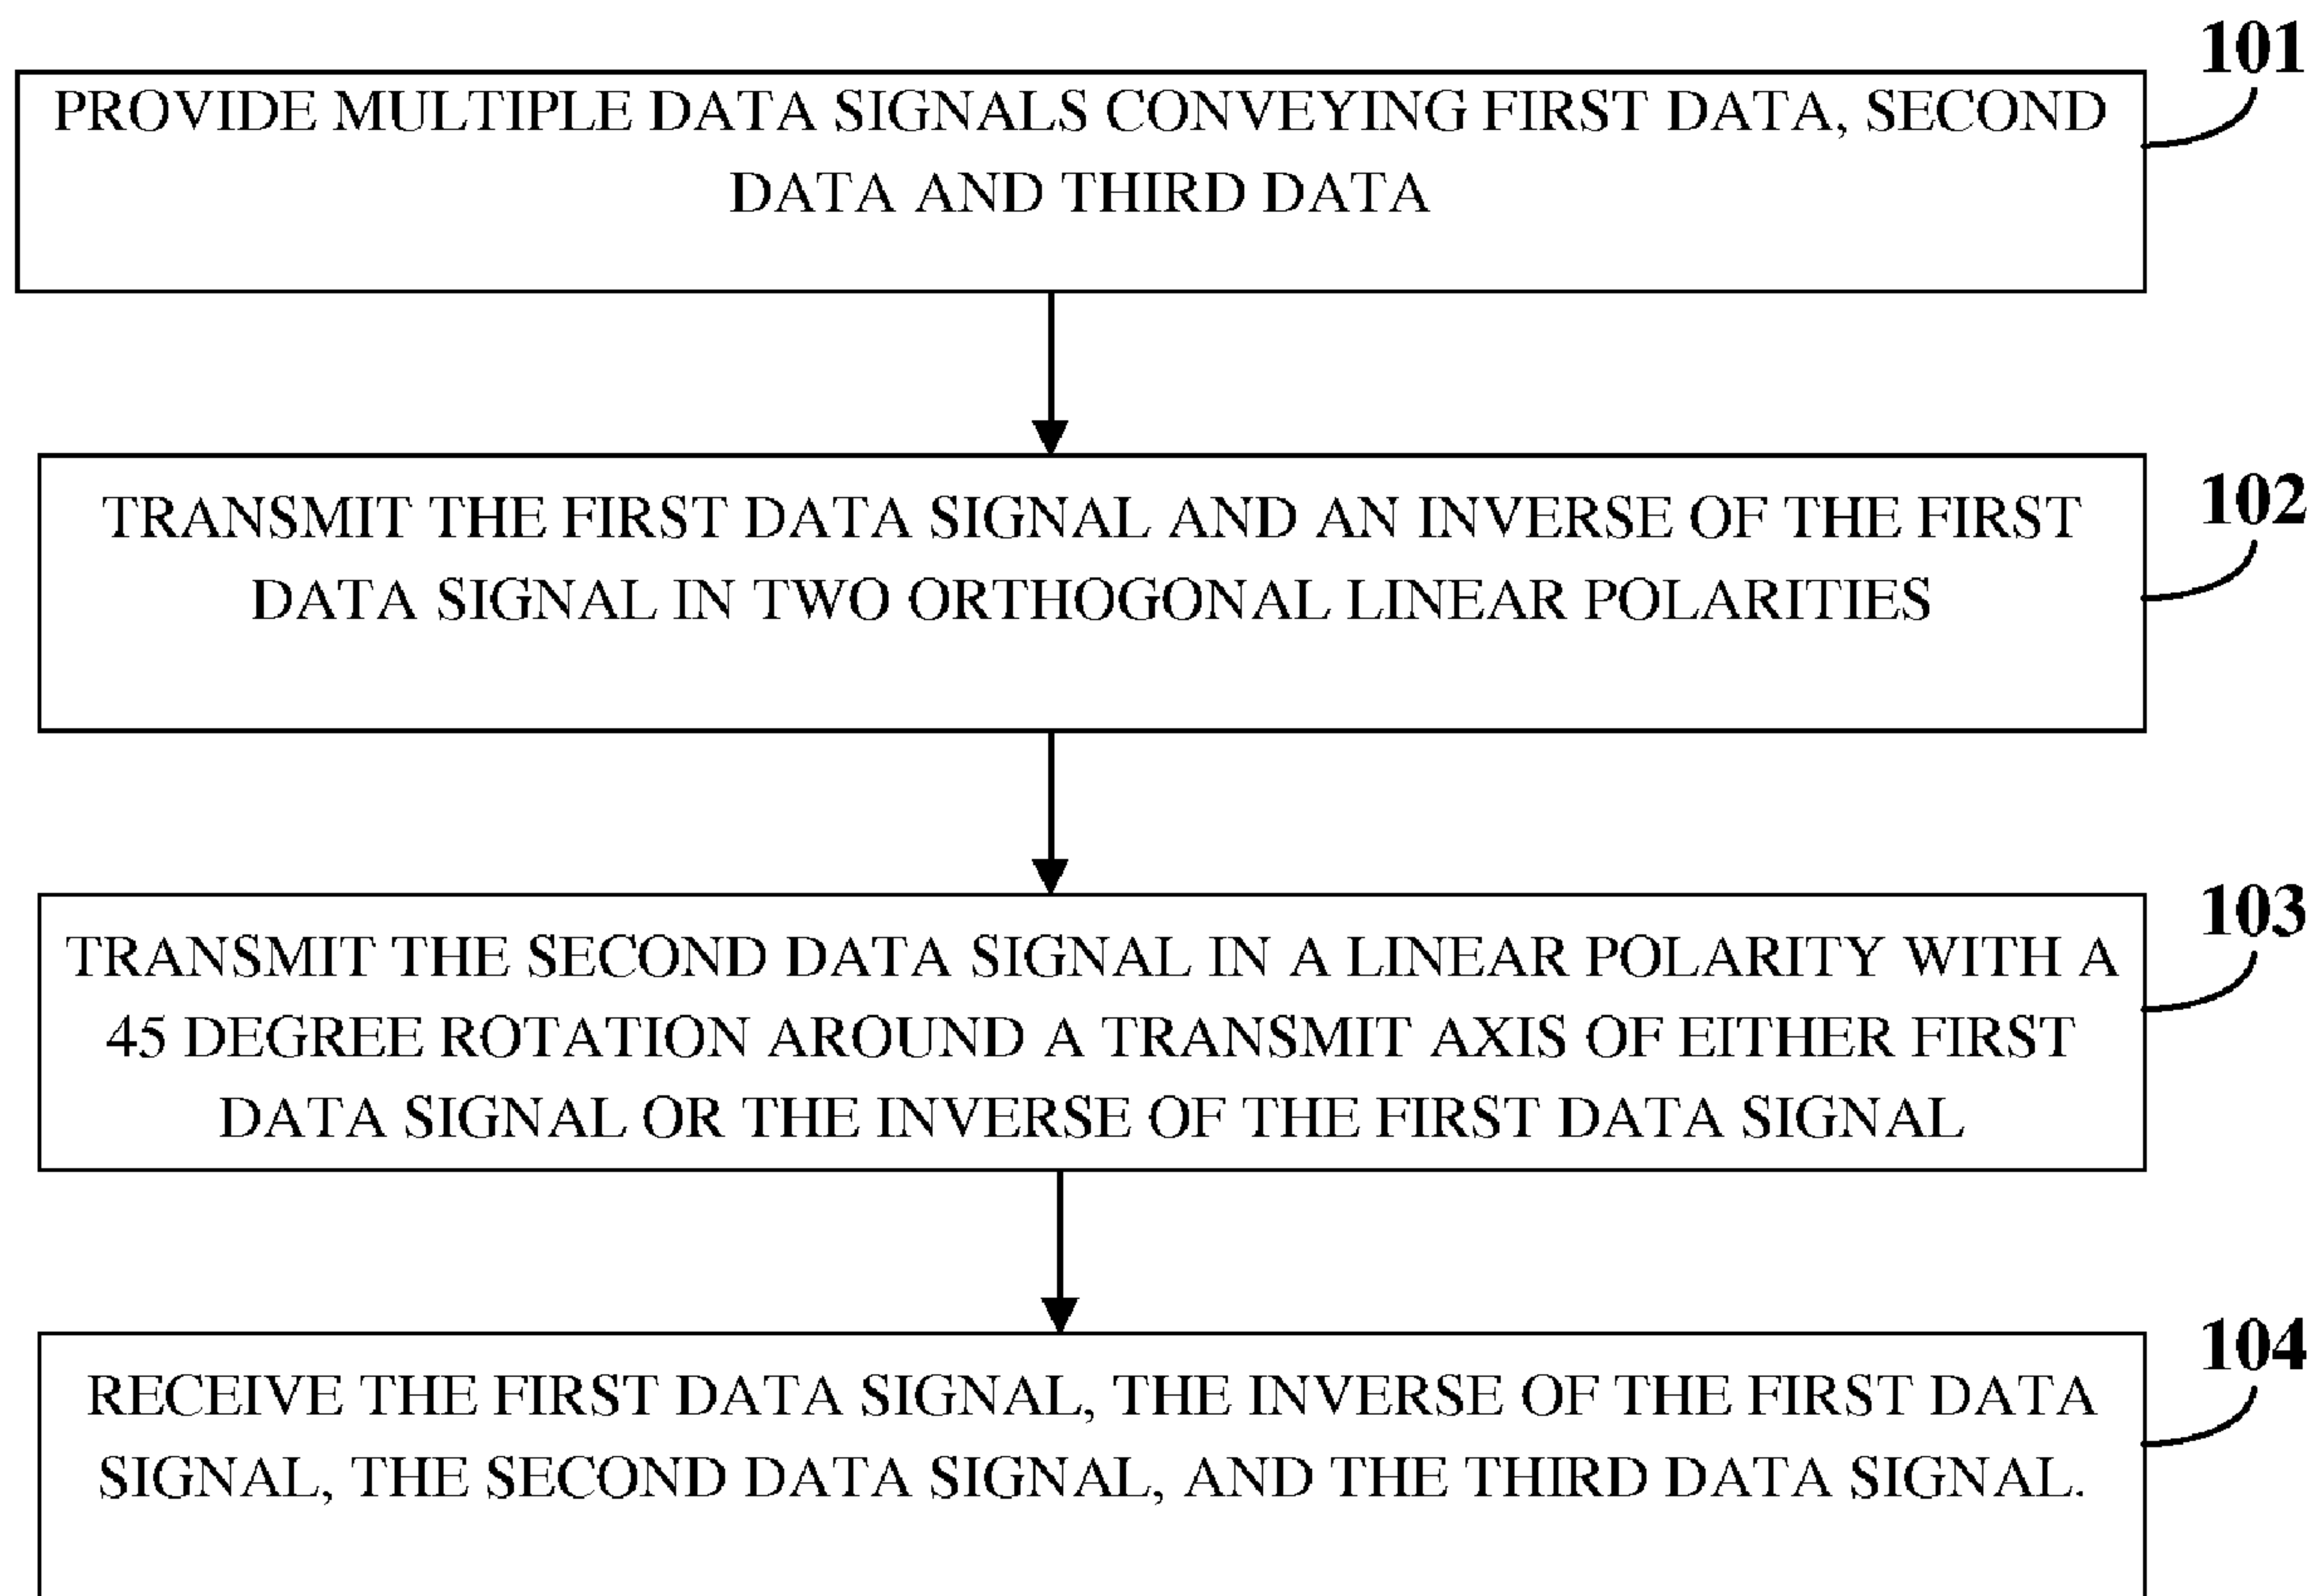 101
PROVIDE MULTIPLE DATA SIGNALS CONVEYING FIRST DATA, SECOND
DATA AND THIRD DATA
102
TRANSMIT THE FIRST DATA SIGNAL AND AN INVERSE OF THE FIRST
DATA SIGNAL IN TWO ORTHOGONAL LINEAR POLARITIES
103
TRANSMIT THE SECOND DATA SIGNAL IN A LINEAR POLARITY WITH A
45 DEGREE ROTATION AROUND A TRANSMIT AXIS OF EITHER FIRST
DATA SIGNAL OR THE INVERSE OF THE FIRST DATA SIGNAL
104
RECEIVE THE FIRST DATA SIGNAL, THE INVERSE OF THE FIRST DATA
SIGNAL, THE SECOND DATA SIGNAL, AND THE THIRD DATA SIGNAL.